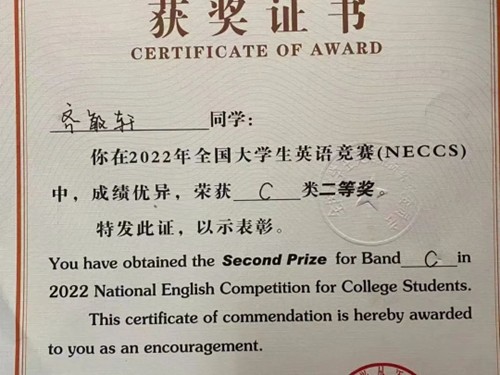 获奖证书
CERTIFICATE OF AWARD
齐敏轩 同学：
你在2022年全国大学生英语竞赛(NECCS)
中，成绩优异，荣获 C 类二等奖。
特发此证，以示表彰。
You have obtained the Second Prize for Band C in
2022 National English Competition for College Students.
This certificate of commendation is hereby awarded
to you as an encouragement.